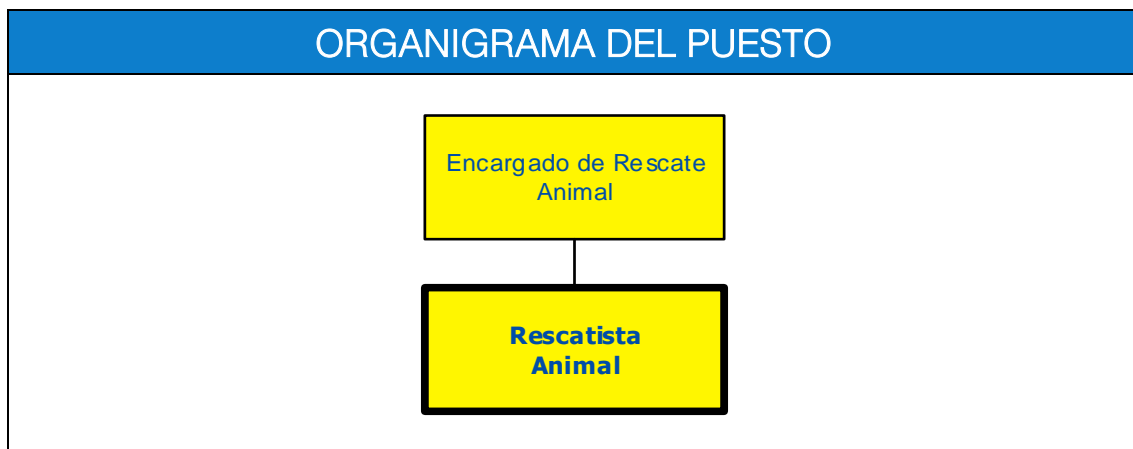 ORGANIGRAMA DEL PUESTO
Encargado de Rescate
Animal
Rescatista
Animal